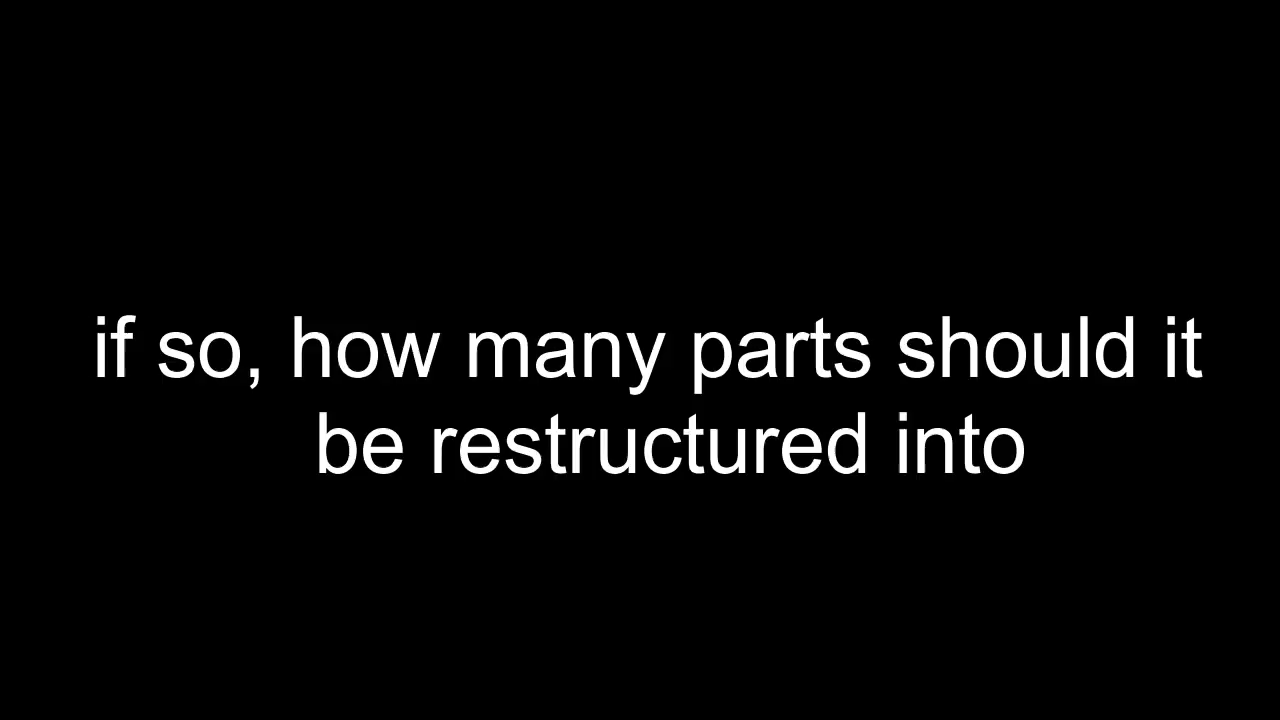 if so, how many parts should it
be restructured into